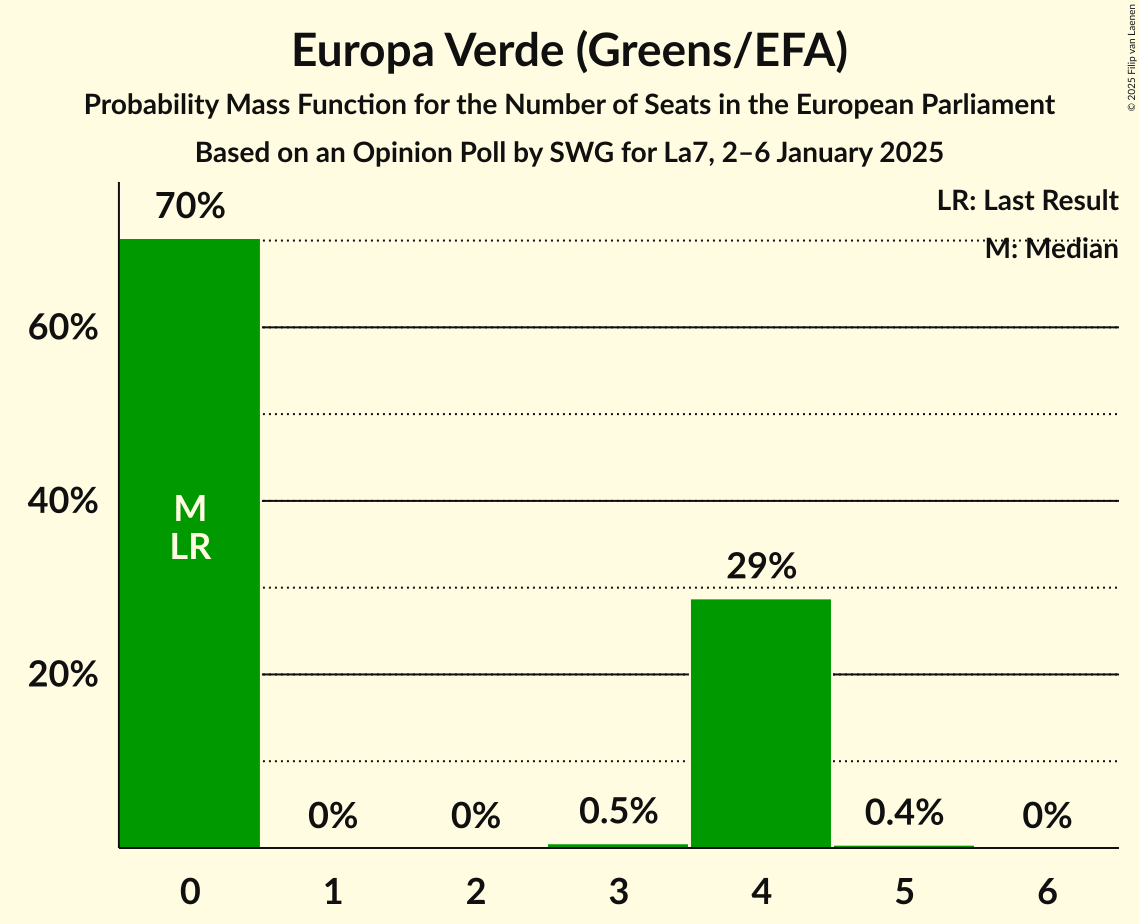 Europa Verde (Greens/EFA)
Probability Mass Function for the Number of Seats in the European Parliament
Based on an Opinion Poll by SWG for La7, 2–6 January 2025
© 2025 Filip van Laenen
LR: Last Result
M: Median
70%
60%
40%
20%
M
LR
0%
0%
0.5%
29%
0.4%
0%
0
1
2
3
4
5
6